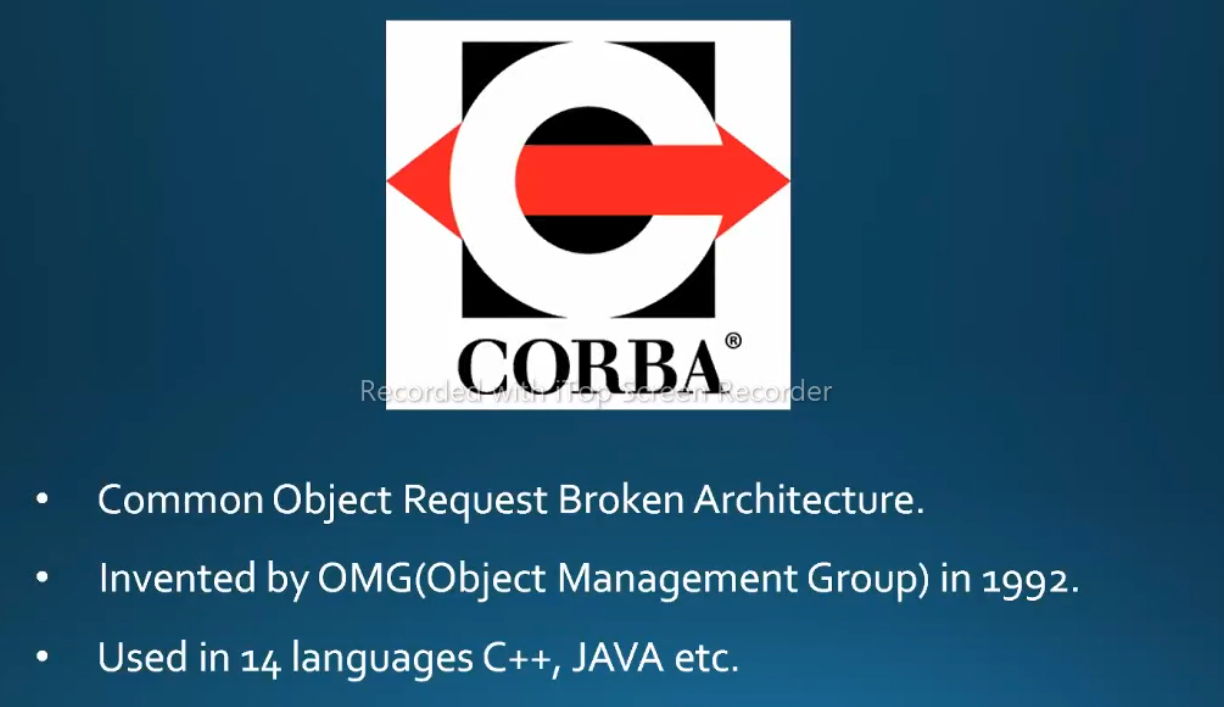 CORBA®
Recorded with iTop Screen Recorder
• Common Object Request Broken Architecture.
• Invented by OMG(Object Management Group) in 1992.
• Used in 14 languages C++, JAVA etc.